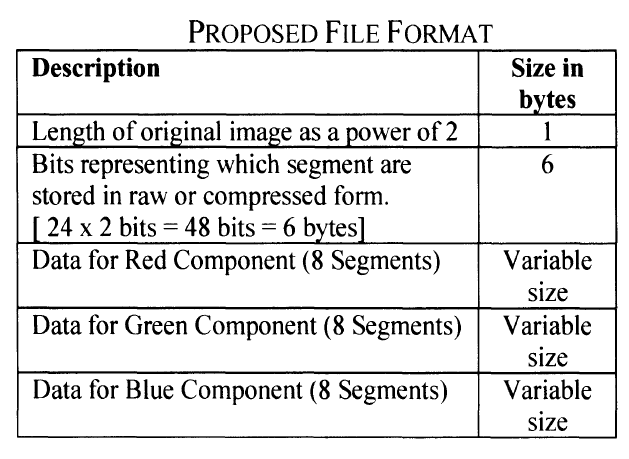 PROPOSED FILE FORMAT
Description
Size in
bytes
Length of original image as a power of 2
1
Bits representing which segment are
stored in raw or compressed form.
[ 24 x 2 bits = 48 bits = 6 bytes]
6
Data for Red Component (8 Segments)
Variable
size
Data for Green Component (8 Segments)
Variable
size
Data for Blue Component (8 Segments)
Variable
size